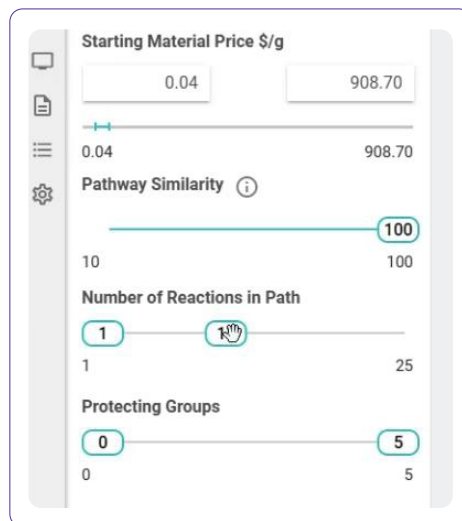 Starting Material Price $/g
0.04 908.70
0.04 908.70
Pathway Similarity
100
10 100
Number of Reactions in Path
1
1 25
Protecting Groups
0 5
0 5